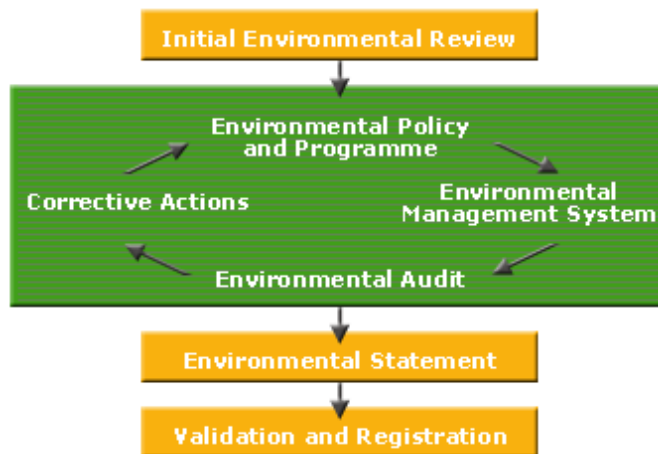 Initial Environmental Review
Environmental Policy
and Programme
Corrective Actions
Environmental
Management System
Environmental Audit
Environmental Statement
Validation and Registration